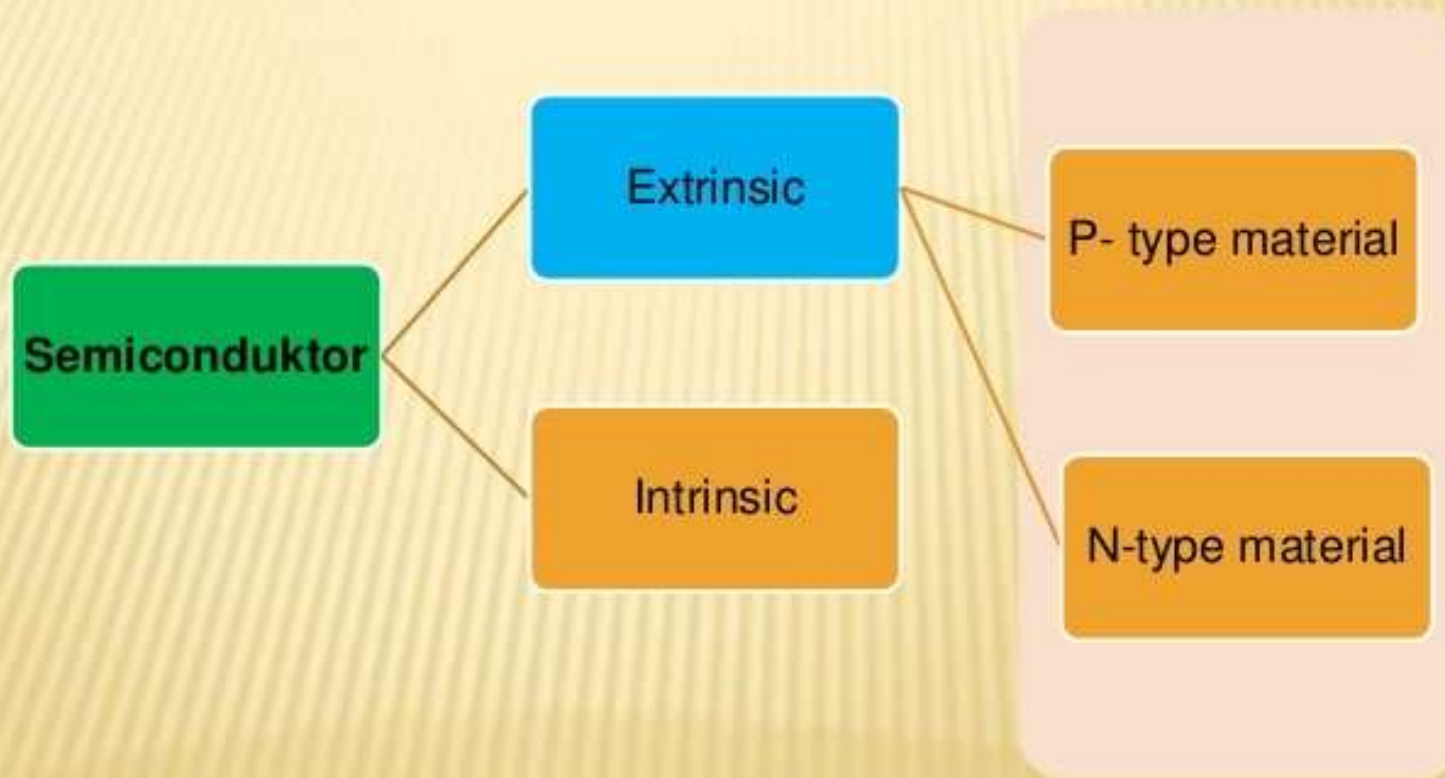 Semiconduktor
Extrinsic
Intrinsic
P- type material
N-type material